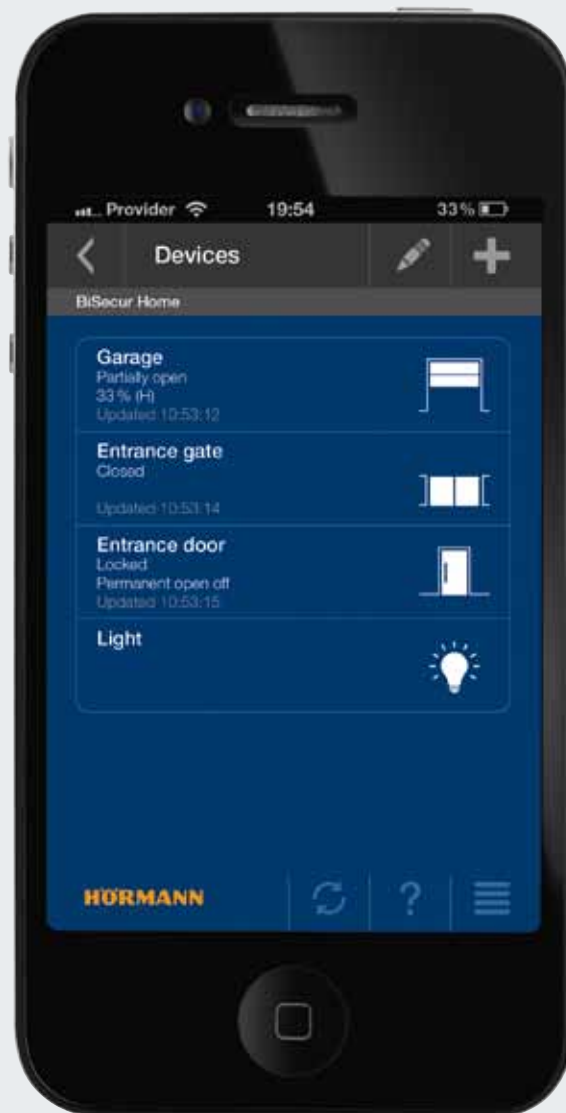 Provider 19:54 33%
Devices
BiSecur Home
Garage
Partially open
33% (H)
Updated 10:53:12
Entrance gate
Closed
Updated 10:53:14
Entrance door
Locked
Permanent open off
Updated 10:53:15
Light
HÖRMANN
?